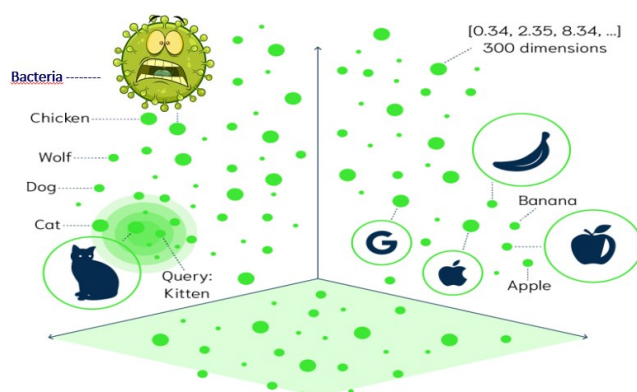 [0.34, 2.35, 8.34, ...]
300 dimensions
Bacteria
Chicken
Wolf
Dog
Cat
Query:
Kitten
G
Banana
Apple